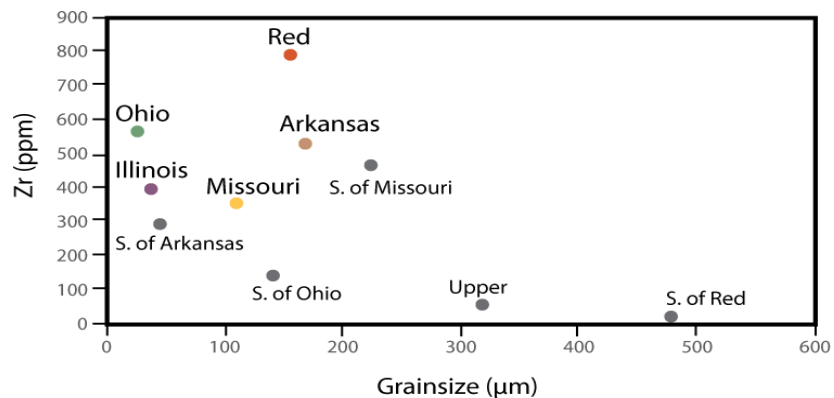 900
800
700
600
500
400
300
200
100
0
Zr (ppm)
Red
Ohio
Arkansas
Illinois
Missouri
S. of Missouri
S. of Arkansas
S. of Ohio
Upper
S. of Red
0 100 200 300 400 500 600
Grainsize (μm)